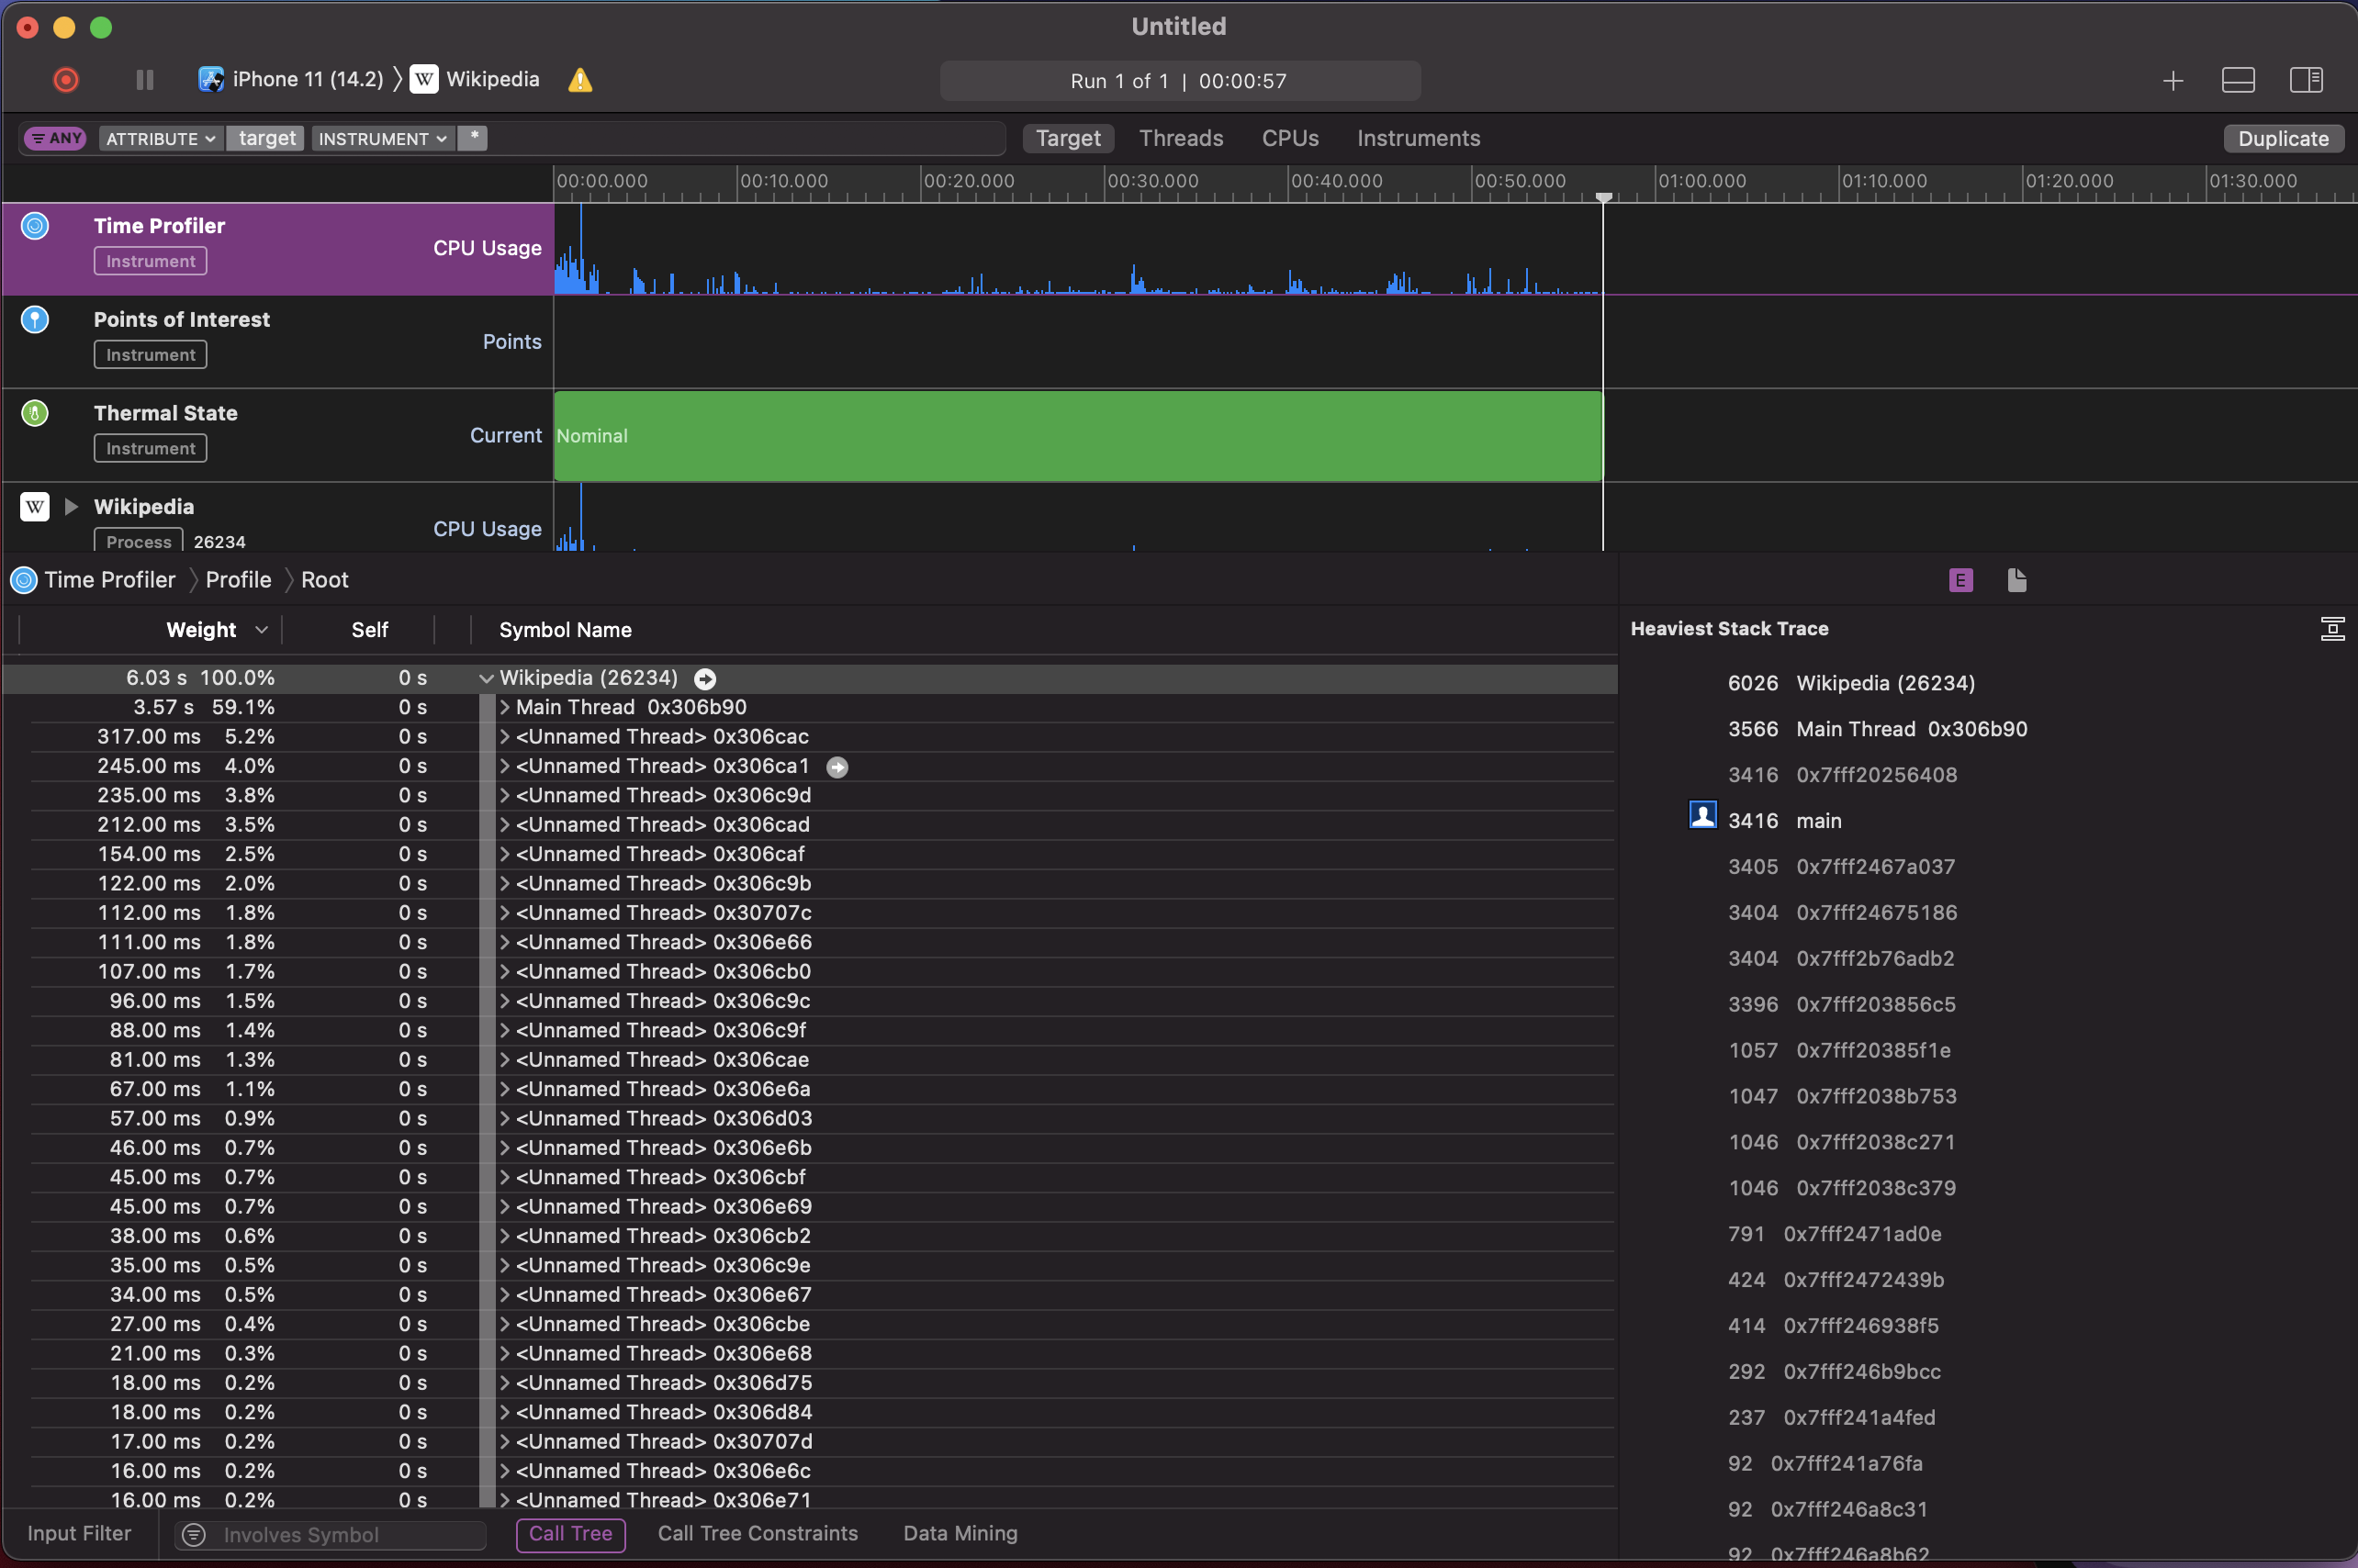 Untitled
iPhone 11 (14.2) 〉 W Wikipedia
Run 1 of 1 | 00:00:57
ANY ATTRIBUTE target INSTRUMENT * Target Threads CPUs Instruments Duplicate
00:00.000 00:10.000 00:20.000 00:30.000 00:40.000 00:50.000 01:00.000 01:10.000 01:20.000 01:30.000
Time Profiler
Instrument
CPU Usage
Points of Interest
Instrument
Points
Thermal State
Instrument
Current
Nominal
W Wikipedia
Process 26234
CPU Usage
Time Profiler 〉 Profile 〉 Root
E
Weight Self Symbol Name
6.03 s 100.0% 0 s Wikipedia (26234)
3.57 s 59.1% 0 s Main Thread 0x306b90
317.00 ms 5.2% 0 s <Unnamed Thread> 0x306cac
245.00 ms 4.0% 0 s <Unnamed Thread> 0x306ca1
235.00 ms 3.8% 0 s <Unnamed Thread> 0x306c9d
212.00 ms 3.5% 0 s <Unnamed Thread> 0x306cad
154.00 ms 2.5% 0 s <Unnamed Thread> 0x306caf
122.00 ms 2.0% 0 s <Unnamed Thread> 0x306c9b
112.00 ms 1.8% 0 s <Unnamed Thread> 0x30707c
111.00 ms 1.8% 0 s <Unnamed Thread> 0x306e66
107.00 ms 1.7% 0 s <Unnamed Thread> 0x306cb0
96.00 ms 1.5% 0 s <Unnamed Thread> 0x306c9c
88.00 ms 1.4% 0 s <Unnamed Thread> 0x306c9f
81.00 ms 1.3% 0 s <Unnamed Thread> 0x306cae
67.00 ms 1.1% 0 s <Unnamed Thread> 0x306e6a
57.00 ms 0.9% 0 s <Unnamed Thread> 0x306d03
46.00 ms 0.7% 0 s <Unnamed Thread> 0x306e6b
45.00 ms 0.7% 0 s <Unnamed Thread> 0x306cbf
45.00 ms 0.7% 0 s <Unnamed Thread> 0x306e69
38.00 ms 0.6% 0 s <Unnamed Thread> 0x306cb2
35.00 ms 0.5% 0 s <Unnamed Thread> 0x306c9e
34.00 ms 0.5% 0 s <Unnamed Thread> 0x306e67
27.00 ms 0.4% 0 s <Unnamed Thread> 0x306cbe
21.00 ms 0.3% 0 s <Unnamed Thread> 0x306e68
18.00 ms 0.2% 0 s <Unnamed Thread> 0x306d75
18.00 ms 0.2% 0 s <Unnamed Thread> 0x306d84
17.00 ms 0.2% 0 s <Unnamed Thread> 0x30707d
16.00 ms 0.2% 0 s <Unnamed Thread> 0x306e6c
16.00 ms 0.2% 0 s <Unnamed Thread> 0x306e71
Heaviest Stack Trace
6026 Wikipedia (26234)
3566 Main Thread 0x306b90
3416 0x7fff20256408
3416 main
3405 0x7fff2467a037
3404 0x7fff24675186
3404 0x7fff2b76adb2
3396 0x7fff203856c5
1057 0x7fff20385f1e
1047 0x7fff2038b753
1046 0x7fff2038c271
1046 0x7fff2038c379
791 0x7fff2471ad0e
424 0x7fff2472439b
414 0x7fff246938f5
292 0x7fff246b9bcc
237 0x7fff241a4fed
92 0x7fff241a76fa
92 0x7fff246a8c31
92 0x7fff246a8b62
Input Filter Involves Symbol Call Tree Call Tree Constraints Data Mining